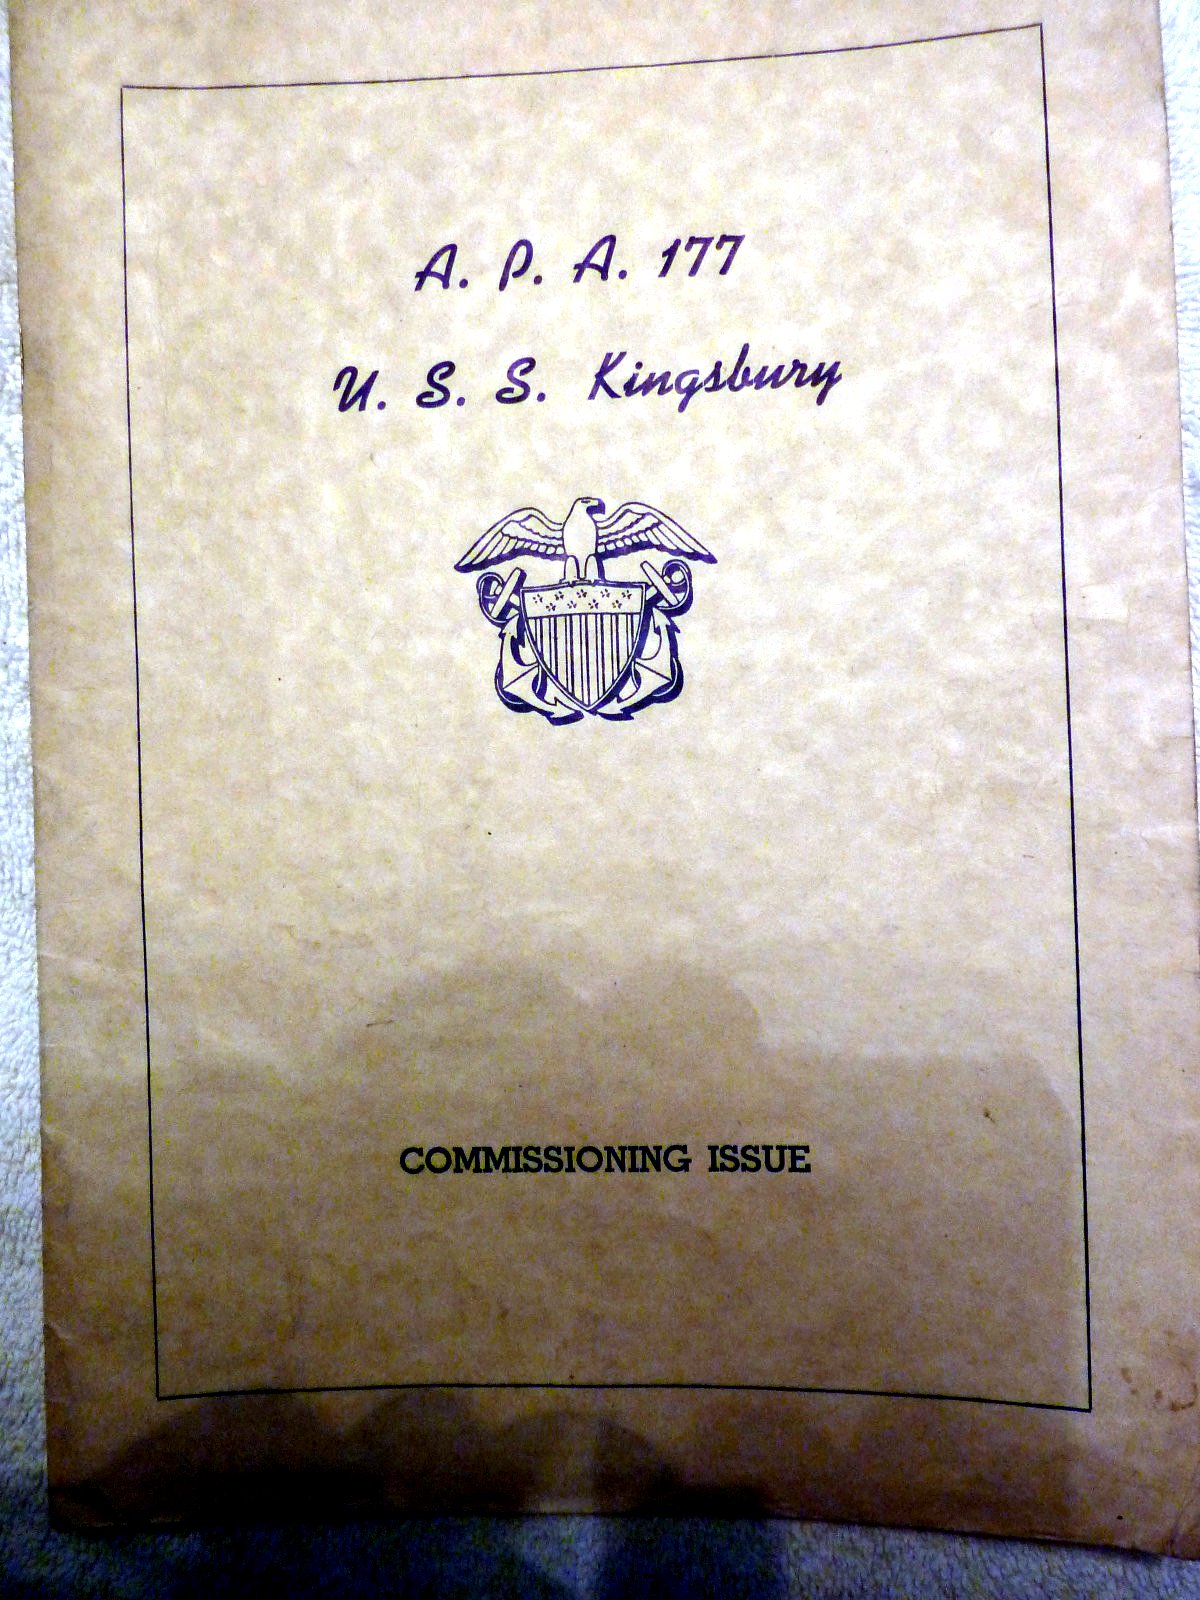 A. P. A. 177
U. S. S. Kingsbury
COMMISSIONING ISSUE